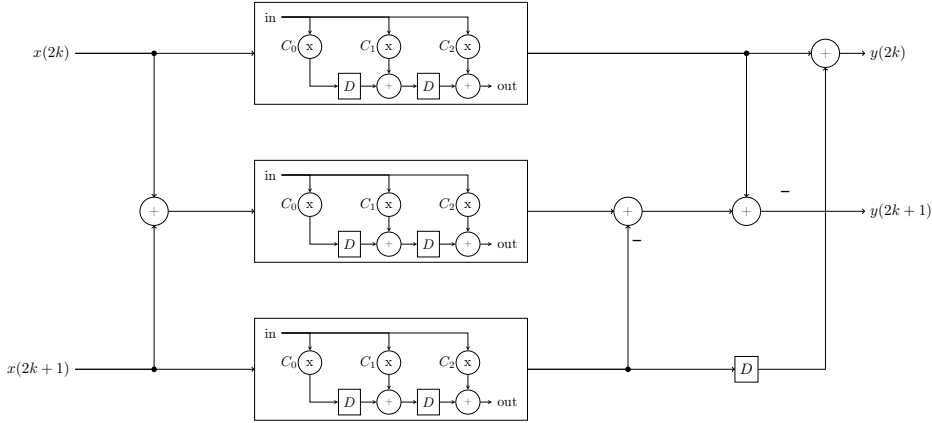 in
C₀ x C₁ x C₂ x
D + D + out
x(2k) + y(2k)
in
C₀ x C₁ x C₂ x
D + D + out
+ + − + − y(2k + 1)
in
C₀ x C₁ x C₂ x
D + D + out
x(2k + 1) D